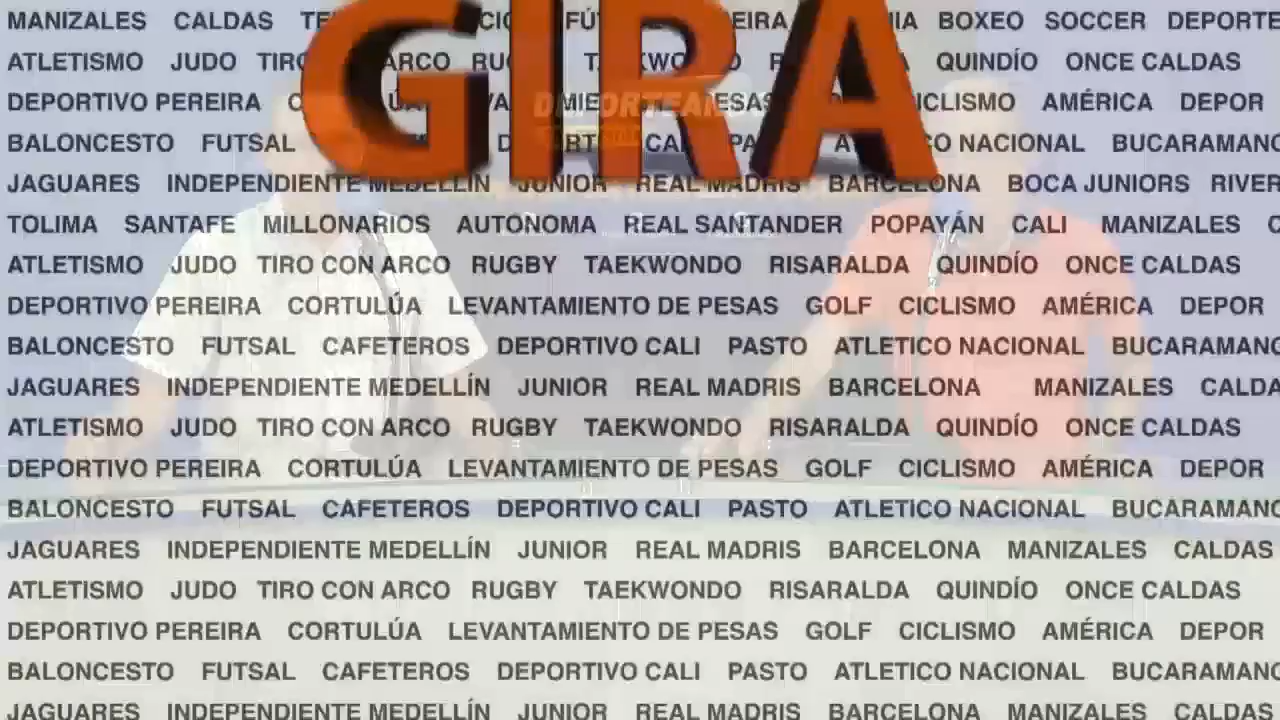 GIRA
MANIZALES CALDAS BOXEO SOCCER DEPORTE
ATLETISMO JUDO QUINDÍO ONCE CALDAS
DEPORTIVO PEREIRA AMÉRICA DEPOR
BALONCESTO FUTSAL NACIONAL BUCARAMANG
JAGUARES INDEPENDIENTE MEDELLÍN JUNIOR REAL MADRIS BARCELONA BOCA JUNIORS RIVER
TOLIMA SANTAFE MILLONARIOS AUTONOMA REAL SANTANDER POPAYÁN CALI MANIZALES C
ATLETISMO JUDO TIRO CON ARCO RUGBY TAEKWONDO RISARALDA QUINDÍO ONCE CALDAS
DEPORTIVO PEREIRA CORTULÚA LEVANTAMIENTO DE PESAS GOLF CICLISMO AMÉRICA DEPOR
BALONCESTO FUTSAL CAFETEROS DEPORTIVO CALI PASTO ATLETICO NACIONAL BUCARAMANG
JAGUARES INDEPENDIENTE MEDELLÍN JUNIOR REAL MADRIS BARCELONA MANIZALES CALDA
ATLETISMO JUDO TIRO CON ARCO RUGBY TAEKWONDO RISARALDA QUINDÍO ONCE CALDAS
DEPORTIVO PEREIRA CORTULÚA LEVANTAMIENTO DE PESAS GOLF CICLISMO AMÉRICA DEPOR
BALONCESTO FUTSAL CAFETEROS DEPORTIVO CALI PASTO ATLETICO NACIONAL BUCARAMANG
JAGUARES INDEPENDIENTE MEDELLÍN JUNIOR REAL MADRIS BARCELONA MANIZALES CALDAS
ATLETISMO JUDO TIRO CON ARCO RUGBY TAEKWONDO RISARALDA QUINDÍO ONCE CALDAS
DEPORTIVO PEREIRA CORTULÚA LEVANTAMIENTO DE PESAS GOLF CICLISMO AMÉRICA DEPOR
BALONCESTO FUTSAL CAFETEROS DEPORTIVO CALI PASTO ATLETICO NACIONAL BUCARAMANG
JAGUARES INDEPENDIENTE MEDELLÍN JUNIOR REAL MADRIS BARCELONA MANIZALES CALDAS